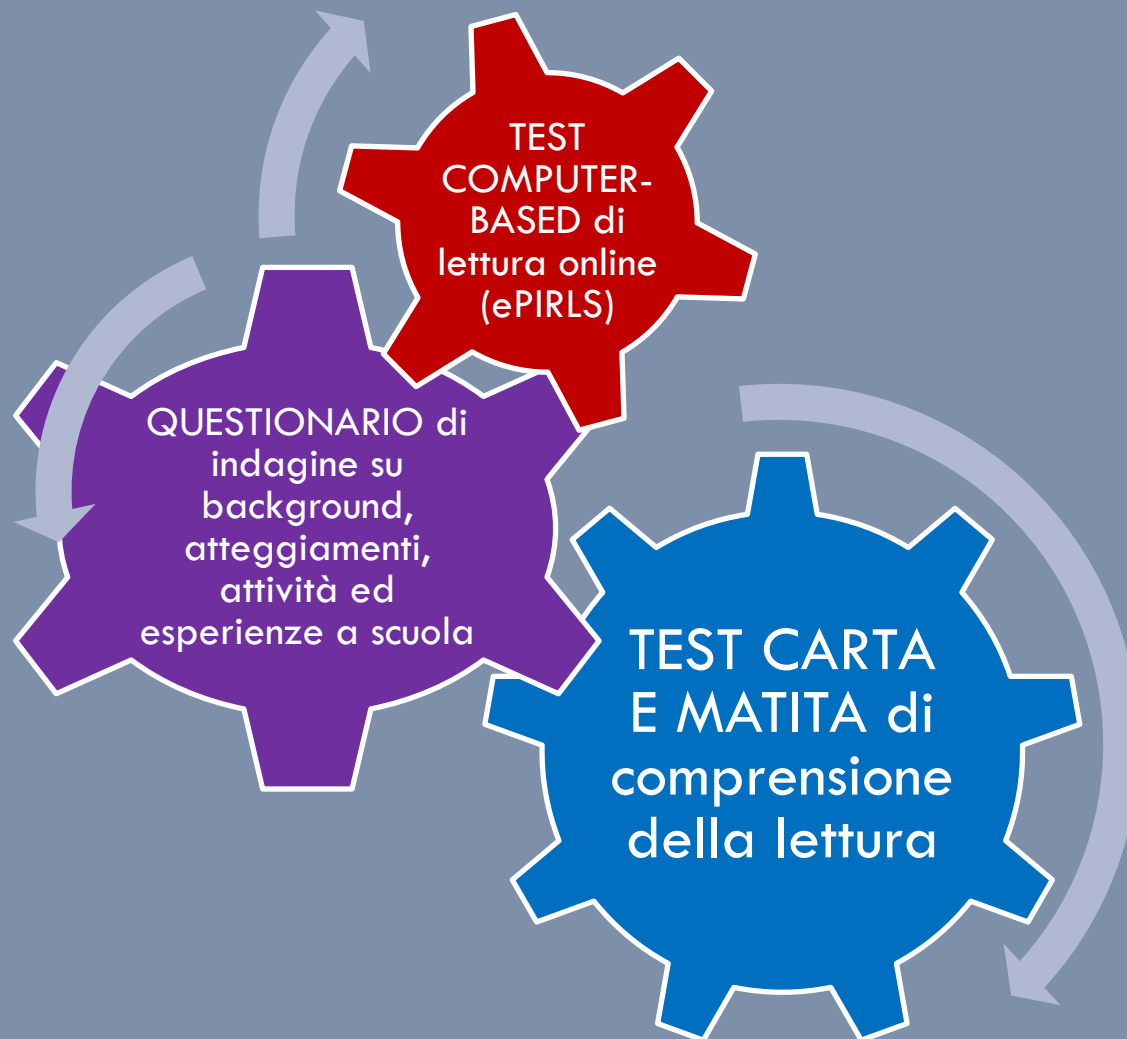 TEST
COMPUTER-
BASED di
lettura online
(ePIRLS)
QUESTIONARIO di
indagine su
background,
atteggiamenti,
attività ed
esperienze a scuola
TEST CARTA
E MATITA di
comprensione
della lettura